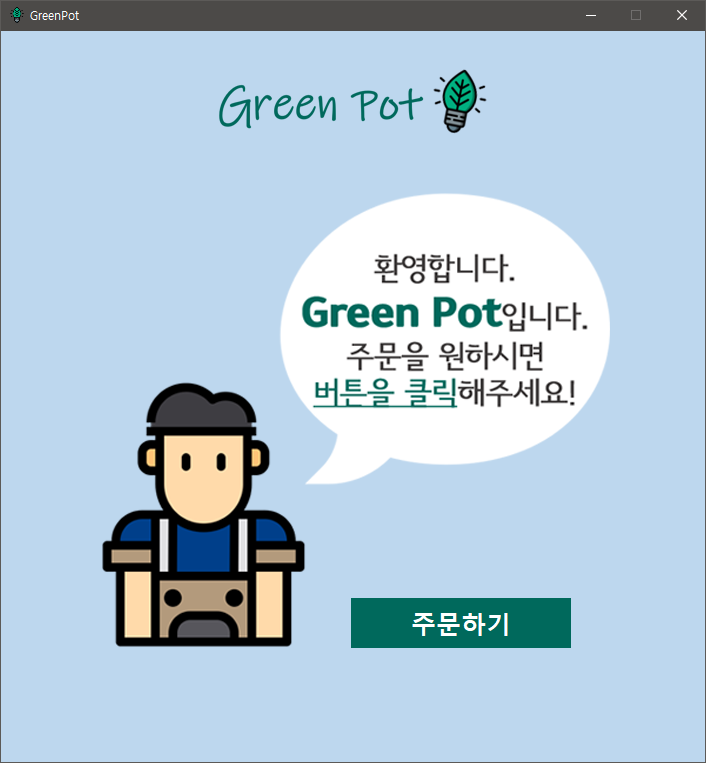 GreenPot
Green Pot
환영합니다.
Green Pot입니다.
주문을 원하시면
버튼을 클릭해주세요!
주문하기